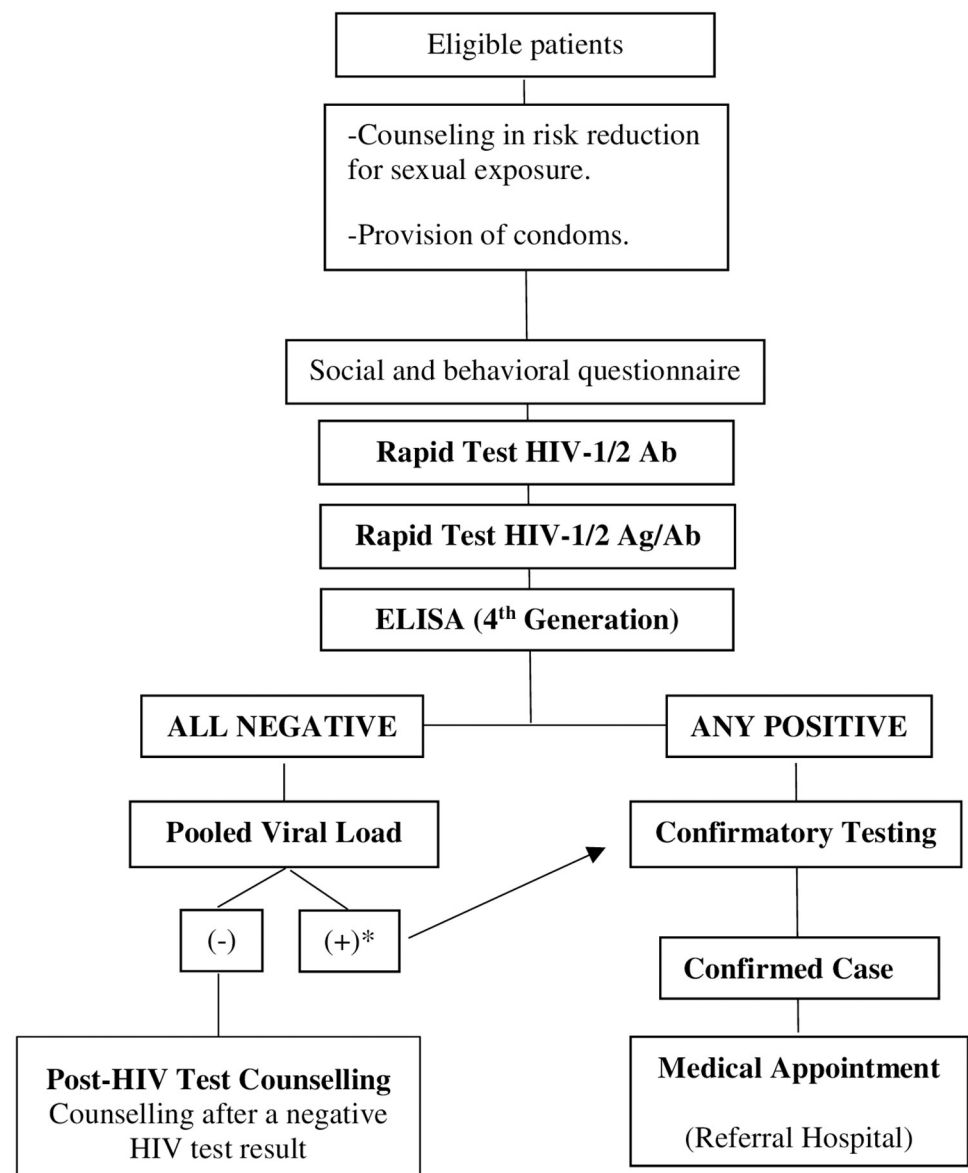 Eligible patients
-Counseling in risk reduction
for sexual exposure.
-Provision of condoms.
Social and behavioral questionnaire
Rapid Test HIV-1/2 Ab
Rapid Test HIV-1/2 Ag/Ab
ELISA (4th Generation)
ALL NEGATIVE
ANY POSITIVE
Pooled Viral Load
Confirmatory Testing
(-)
(+)*
Confirmed Case
Post-HIV Test Counselling
Counselling after a negative
HIV test result
Medical Appointment
(Referral Hospital)